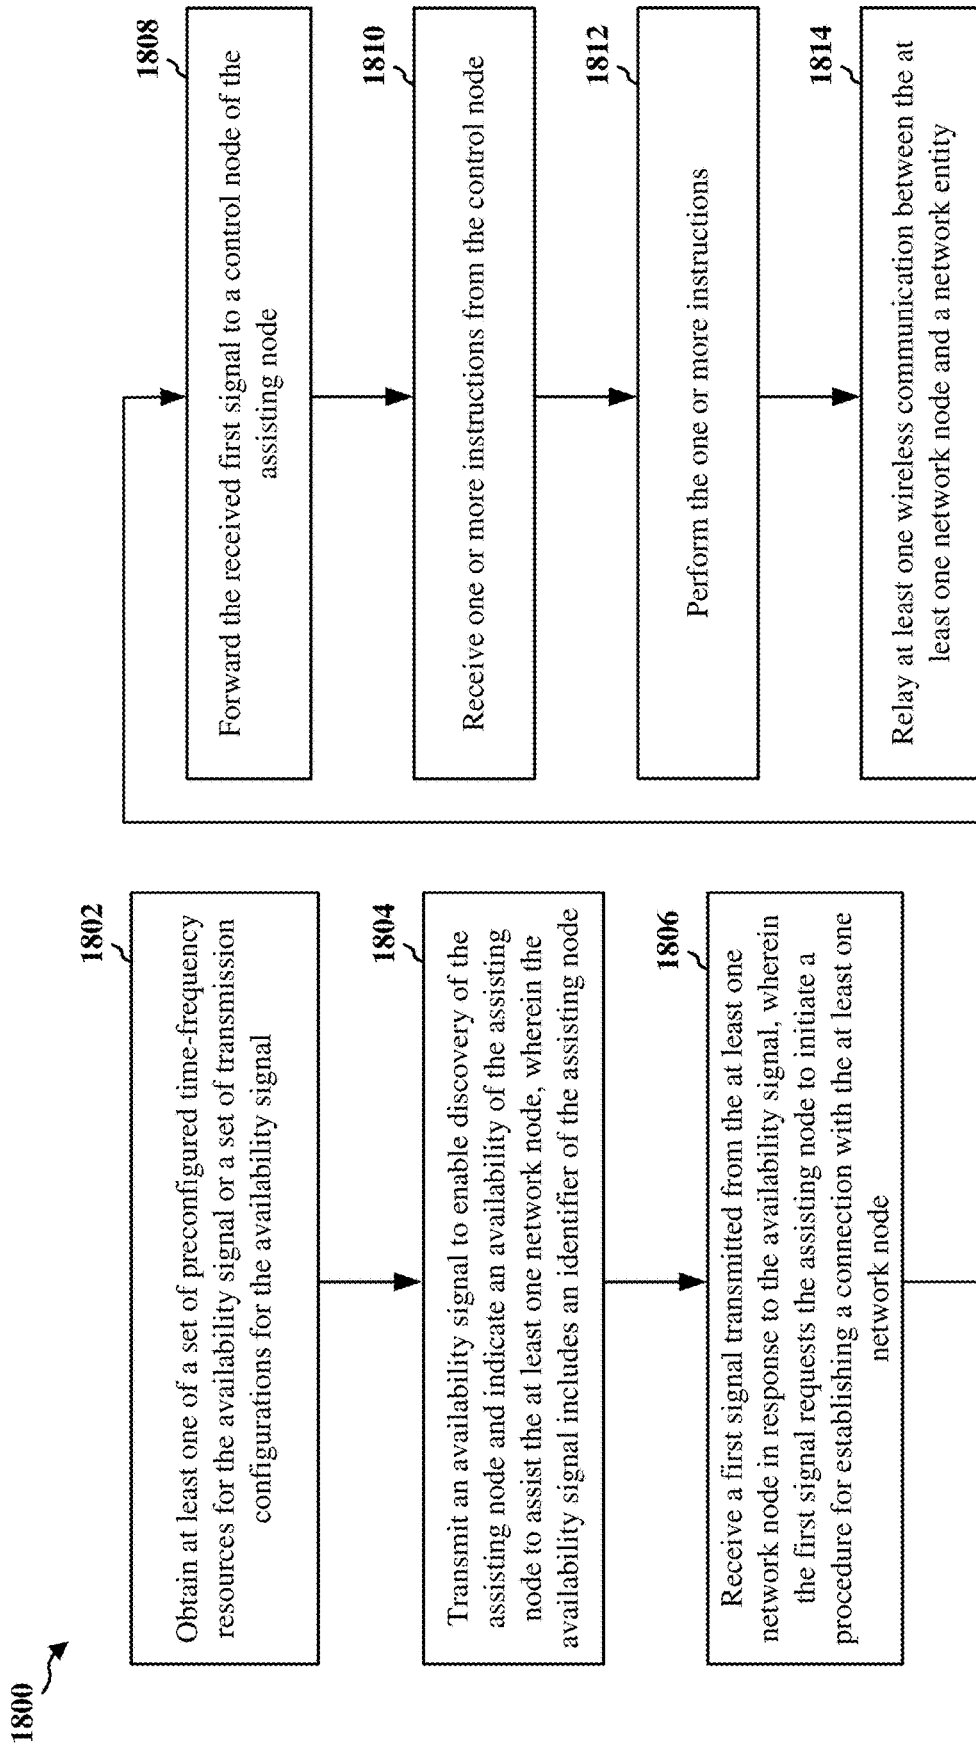 1800
1802
Obtain at least one of a set of preconfigured time-frequency
resources for the availability signal or a set of transmission
configurations for the availability signal
1804
Transmit an availability signal to enable discovery of the
assisting node and indicate an availability of the assisting
node to assist the at least one network node, wherein the
availability signal includes an identifier of the assisting node
1806
Receive a first signal transmitted from the at least one
network node in response to the availability signal, wherein
the first signal requests the assisting node to initiate a
procedure for establishing a connection with the at least one
network node
1808
Forward the received first signal to a control node of the
assisting node
1810
Receive one or more instructions from the control node
1812
Perform the one or more instructions
1814
Relay at least one wireless communication between the at
least one network node and a network entity